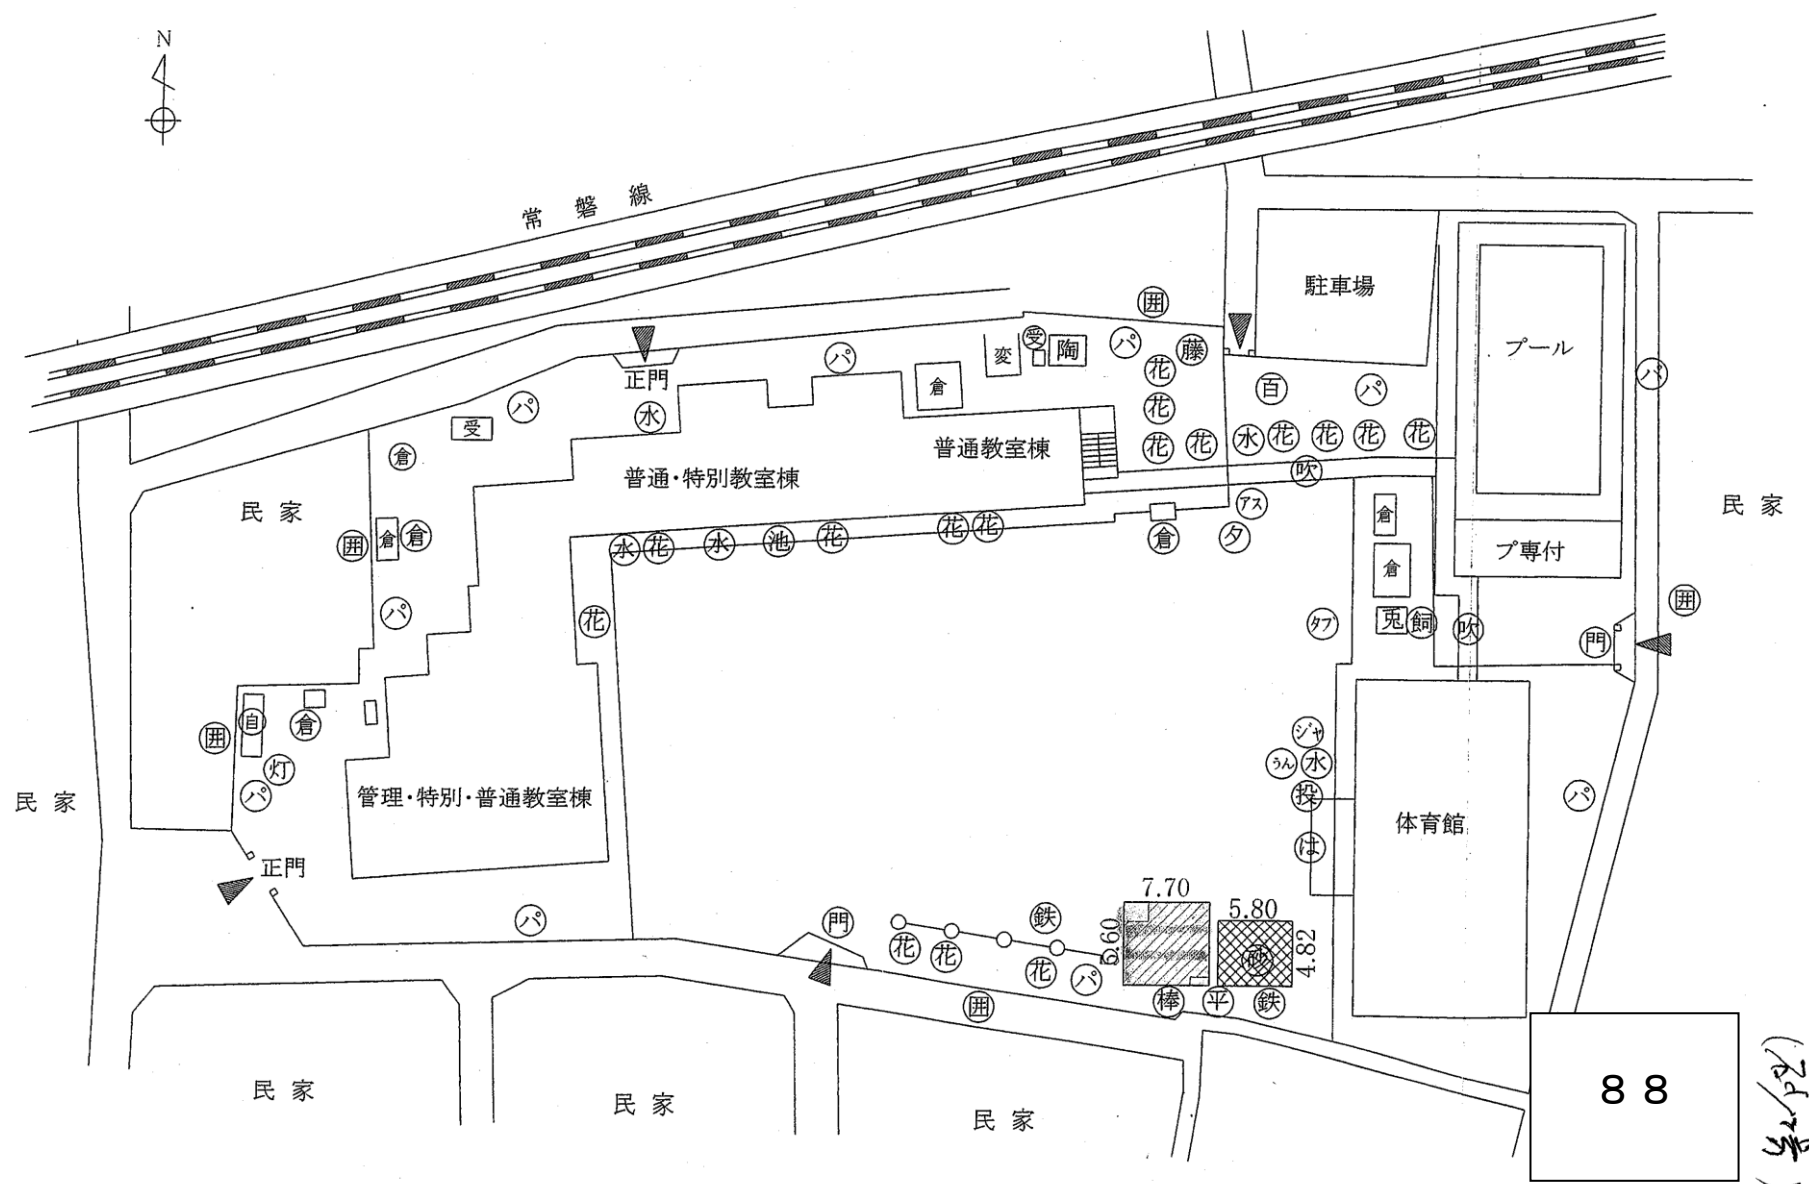 N
常磐線
囲
駐車場
プール
正門
パ
倉
変
受
陶
パ
藤
花
百
パ
パ
パ
受
水
花
倉
普通教室棟
花
花
水
花
花
花
花
普通・特別教室棟
吹
民家
民家
囲
倉
倉
水
花
水
池
花
花
花
倉
アス
タ
倉
倉
プ専付
パ
花
タブ
兎
飼
吹
門
囲
囲
自
倉
灯
パ
ジャ
うん
水
民家
管理・特別・普通教室棟
投
体育館
パ
は
正門
パ
門
鉄
花
花
花
パ
7.70
5.60
5.80
4.82
砂
囲
棒
平
鉄
民家
民家
民家
88